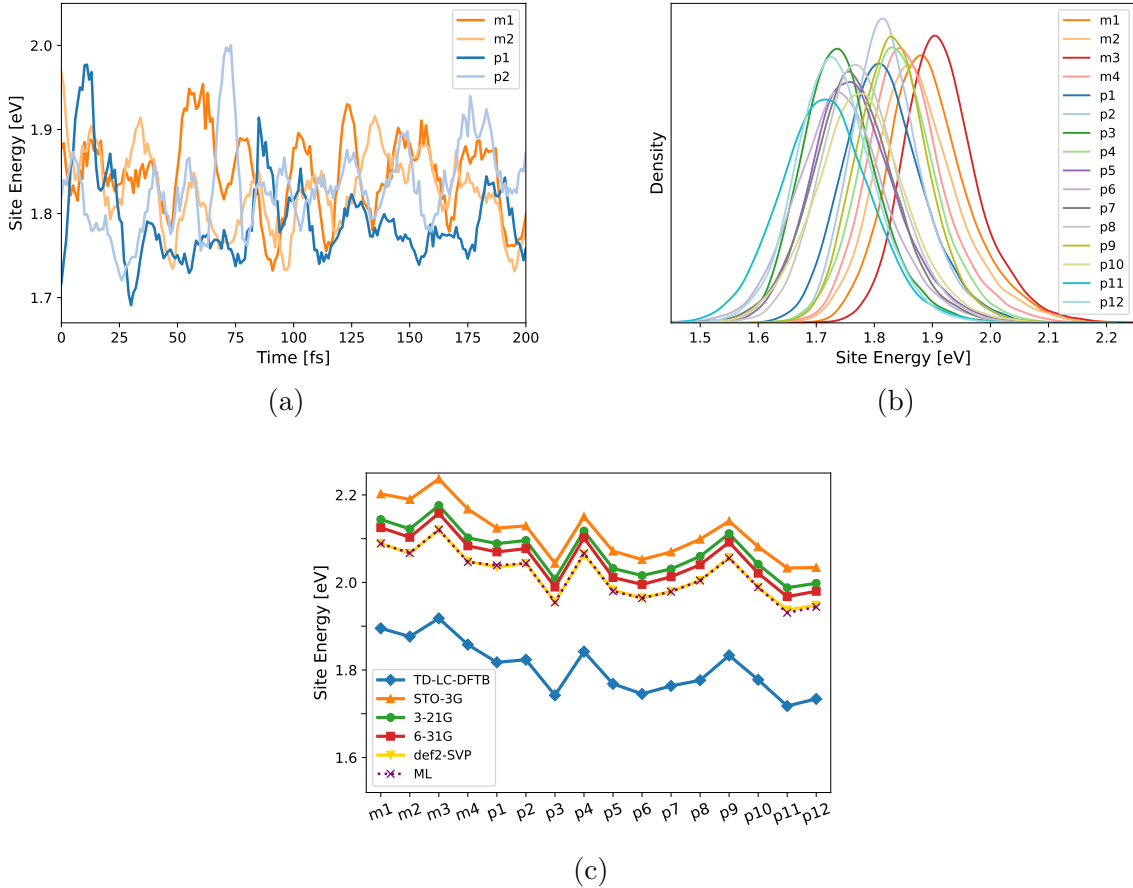 m1
m2
p1
p2
2.0
1.9
1.8
1.7
Site Energy [eV]
0
25
50
75
100
125
150
175
200
Time [fs]
(a)
m1
m2
m3
m4
p1
p2
p3
p4
p5
p6
p7
p8
p9
p10
p11
p12
Density
1.5
1.6
1.7
1.8
1.9
2.0
2.1
2.2
Site Energy [eV]
(b)
2.2
2.0
1.8
1.6
Site Energy [eV]
TD-LC-DFTB
STO-3G
3-21G
6-31G
def2-SVP
ML
m1
m2
m3
m4
p1
p2
p3
p4
p5
p6
p7
p8
p9
p10
p11
p12
(c)